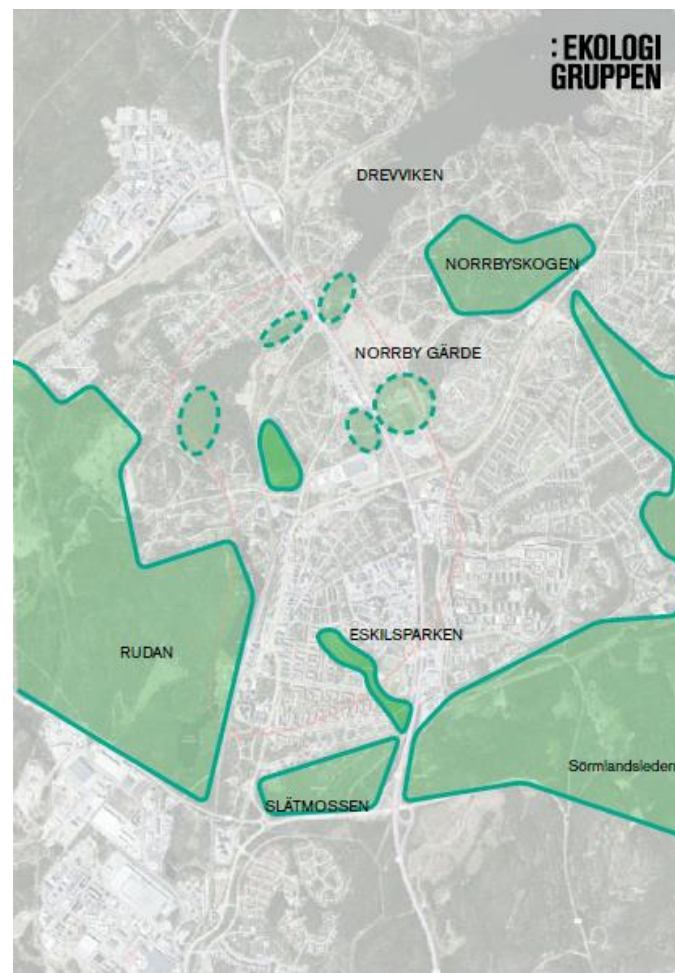 : EKOLOGI
GRUPPEN
DREVVIKEN
NORRBYSKOGEN
NORRBY GÄRDE
ESKILSPARKEN
RUDAN
Sörmlandsleden
SLÄTMOSSEN